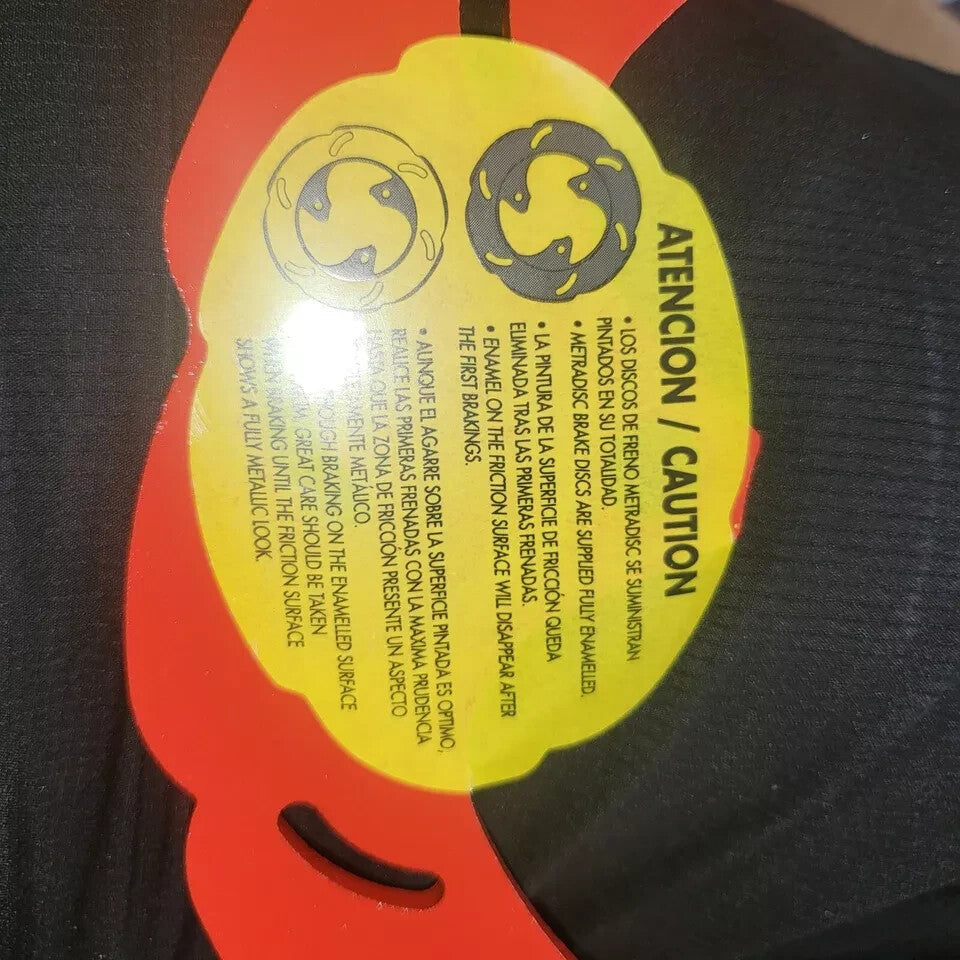 ATENCION / CAUTION
• LOS DISCOS DE FRENO METRADISC SE SUMINISTRAN
PINTADOS EN SU TOTALIDAD.
• METRADISC BRAKE DISCS ARE SUPPLIED FULLY ENAMELLED.
• LA PINTURA DE LA SUPERFICIE DE FRICCIÓN QUEDA
ELIMINADA TRAS LAS PRIMERAS FRENADAS.
• ENAMEL ON THE FRICTION SURFACE WILL DISAPPEAR AFTER
THE FIRST BRAKINGS.
• AUNQUE EL AGARRE SOBRE LA SUPERFICIE PINTADA ES OPTIMO,
REALICE LAS PRIMERAS FRENADAS CON LA MAXIMA PRUDENCIA
HASTA QUE LA ZONA DE FRICCIÓN PRESENTE UN ASPECTO
METALICO.
BRAKING ON THE ENAMELLED SURFACE
GREAT CARE SHOULD BE TAKEN
WHEN BRAKING UNTIL THE FRICTION SURFACE
SHOWS A FULLY METALLIC LOOK.